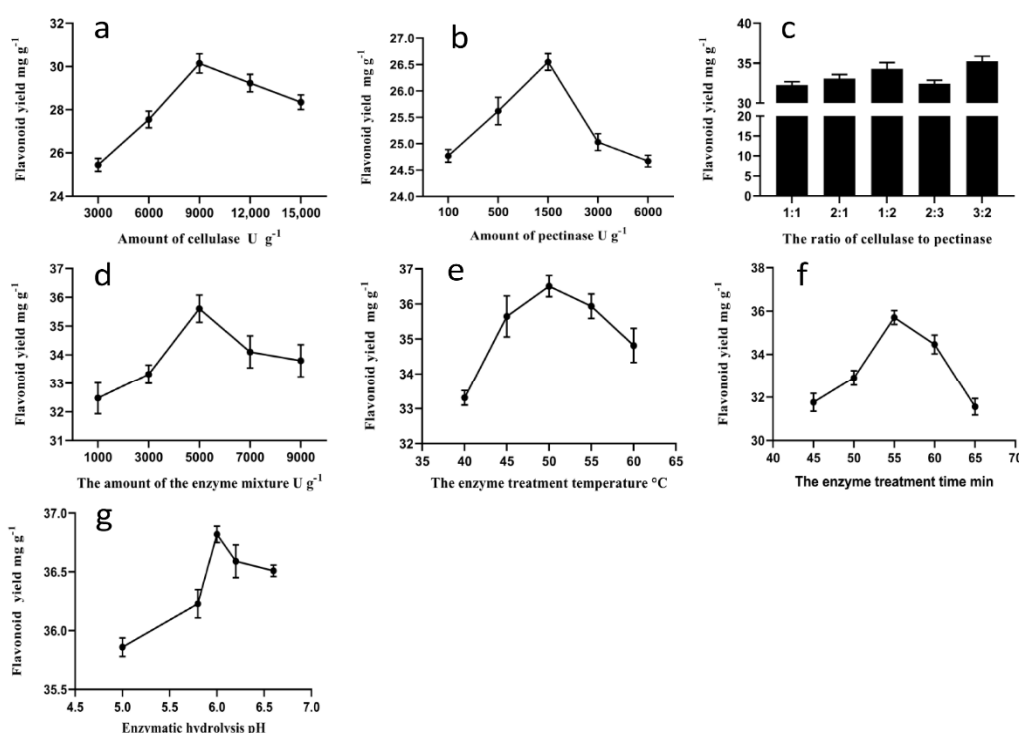 a
Flavonoid yield mg g-1
32
30
28
26
24
3000 6000 9000 12,000 15,000
Amount of cellulase U g-1
b
Flavonoid yield mg g-1
27.0
26.5
26.0
25.5
25.0
24.5
24.0
100 500 1500 3000 6000
Amount of pectinase U g-1
c
Flavonoid yield mg g-1
40
35
30
20
15
10
5
0
1:1 2:1 1:2 2:3 3:2
The ratio of cellulase to pectinase
d
Flavonoid yield mg g-1
37
36
35
34
33
32
31
1000 3000 5000 7000 9000
The amount of the enzyme mixture U g-1
e
Flavonoid yield mg g-1
38
37
36
35
34
33
32
35 40 45 50 55 60 65
The enzyme treatment temperature °C
f
Flavonoid yield mg g-1
38
36
34
32
30
40 45 50 55 60 65 70
The enzyme treatment time min
g
Flavonoid yield mg g-1
37.0
36.5
36.0
35.5
4.5 5.0 5.5 6.0 6.5 7.0
Enzymatic hydrolysis pH